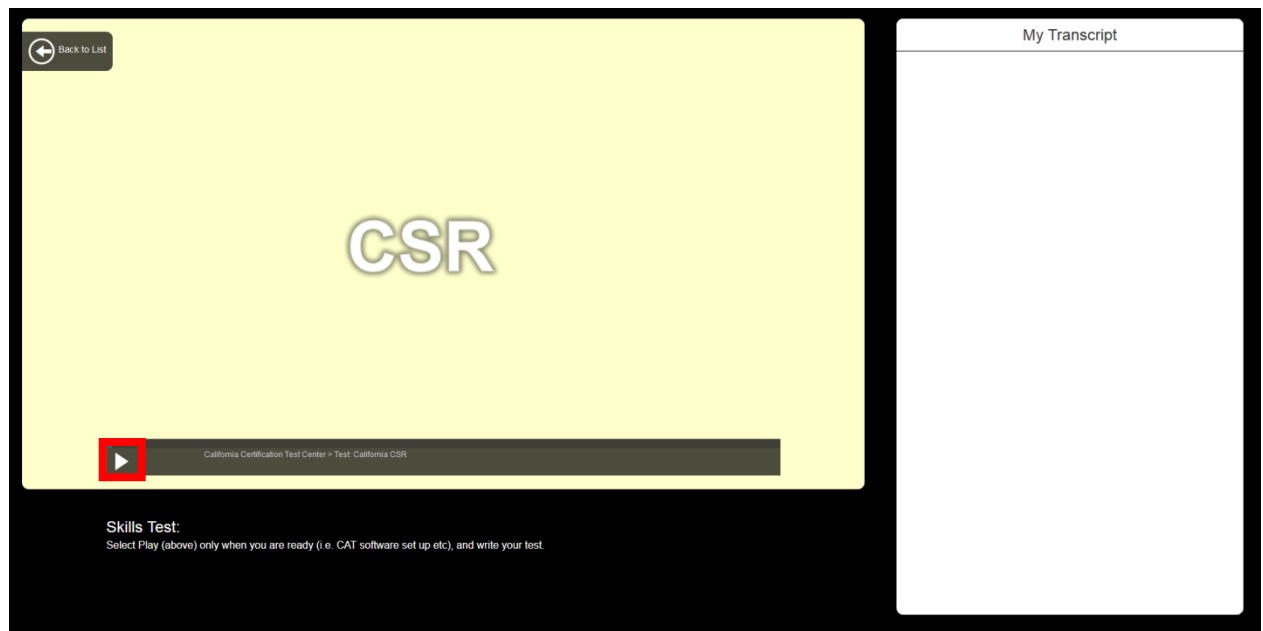 Back to List
CSR
California Certification Test Center > Test: California CSR
Skills Test:
Select Play (above) only when you are ready (i.e. CAT software set up etc), and write your test.
My Transcript